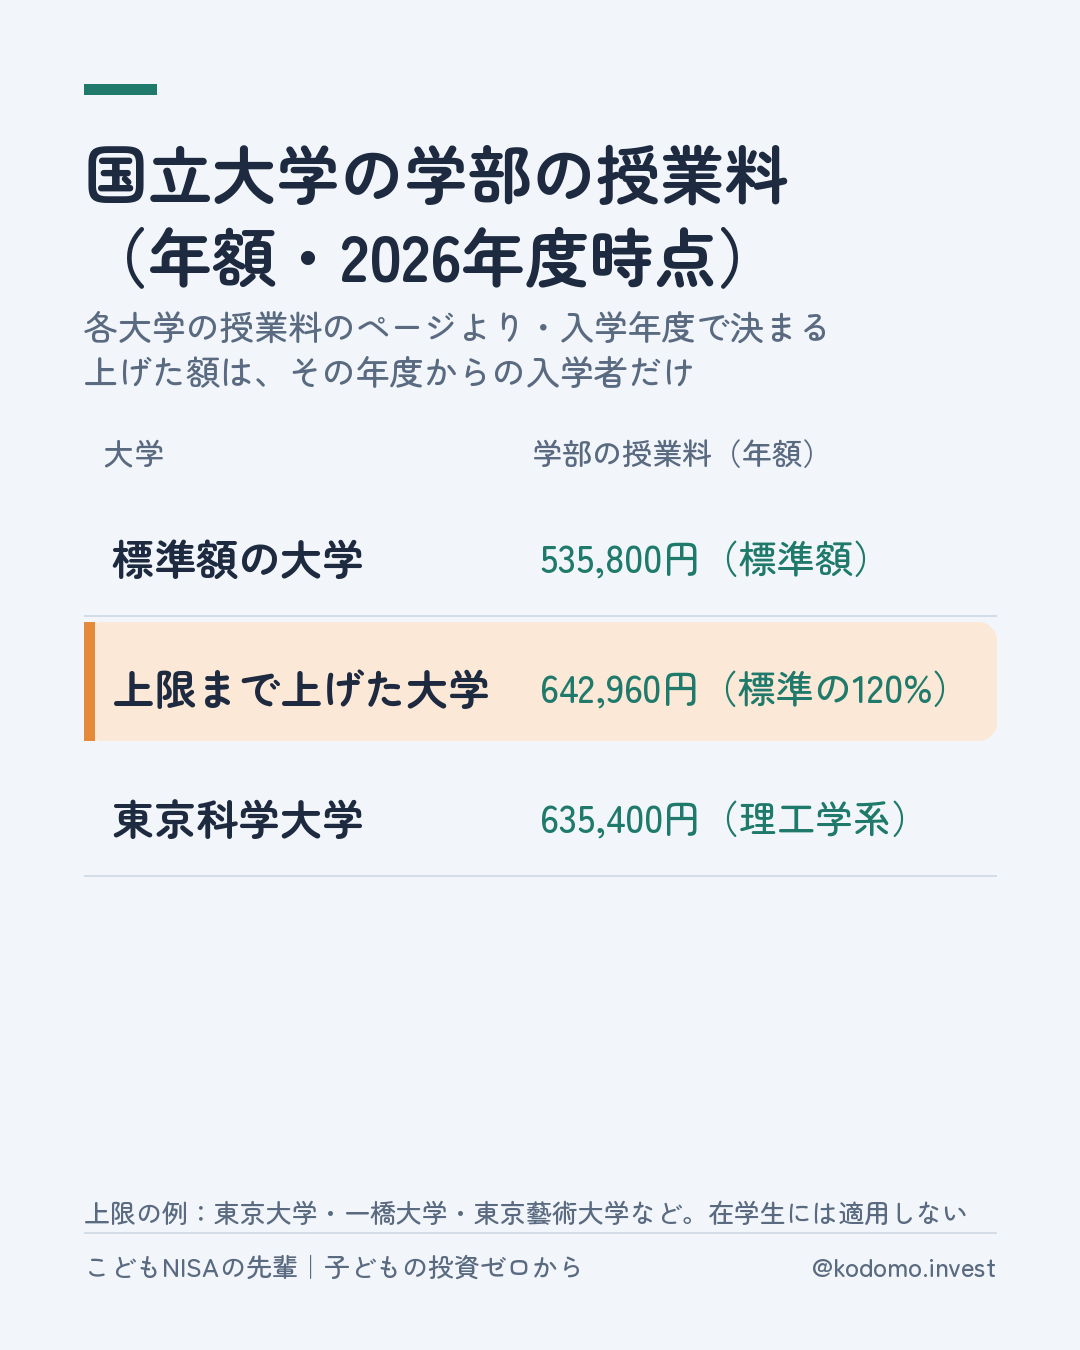 国立大学の学部の授業料
（年額・2026年度時点）
各大学の授業料のページより・入学年度で決まる
上げた額は、その年度からの入学者だけ
大学 学部の授業料（年額）
標準額の大学 535,800円（標準額）
上限まで上げた大学 642,960円（標準の120%）
東京科学大学 635,400円（理工学系）
上限の例：東京大学・一橋大学・東京藝術大学など。在学生には適用しない
こどもNISAの先輩｜子どもの投資ゼロから @kodomo.invest